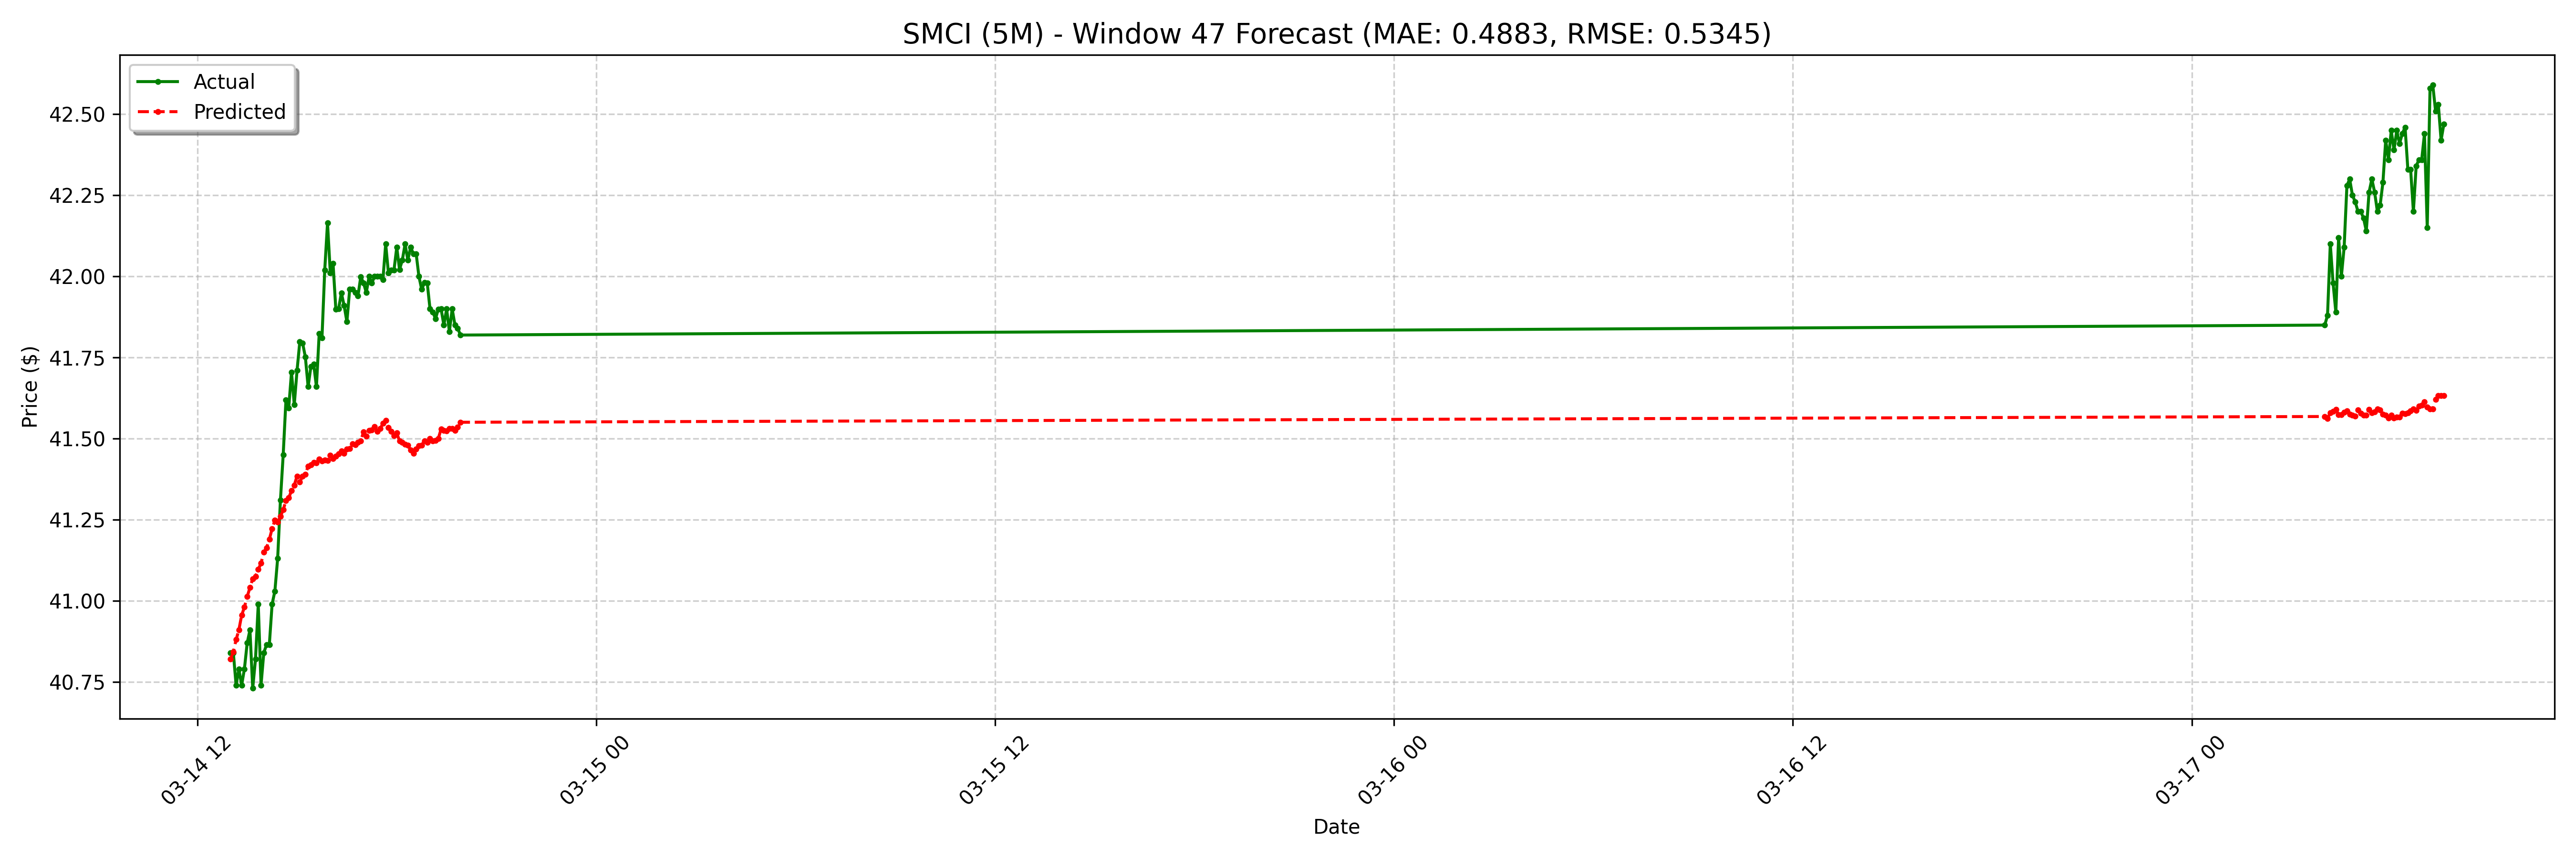 SMCI (5M) - Window 47 Forecast (MAE: 0.4883, RMSE: 0.5345)
Actual
Predicted
42.50
42.25
42.00
41.75
41.50
41.25
41.00
40.75
Price ($)
03-14 12
03-15 00
03-15 12
03-16 00
03-16 12
03-17 00
Date